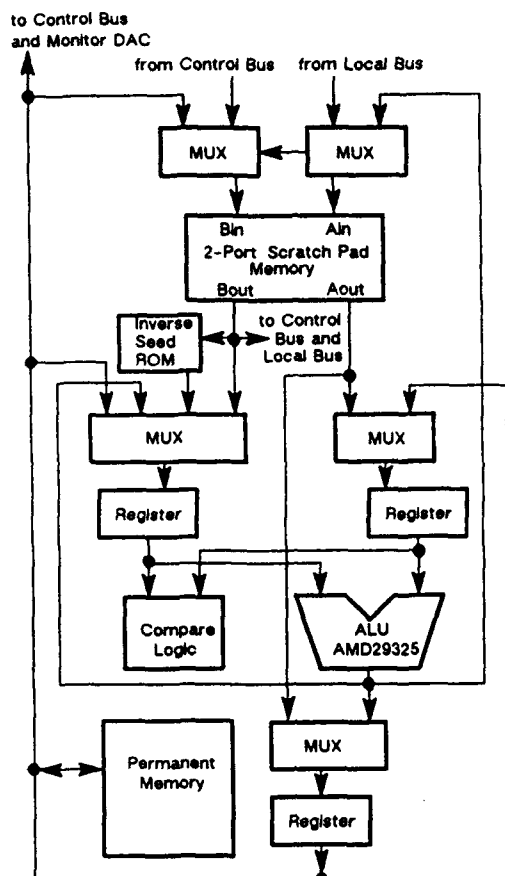 to Control Bus
and Monitor DAC
from Control Bus
from Local Bus
MUX
MUX
Bin
Ain
2-Port Scratch Pad
Memory
Bout
Aout
Inverse
Seed
ROM
to Control
Bus and
Local Bus
MUX
MUX
Register
Register
Compare
Logic
ALU
AMD29325
MUX
Permanent
Memory
Register